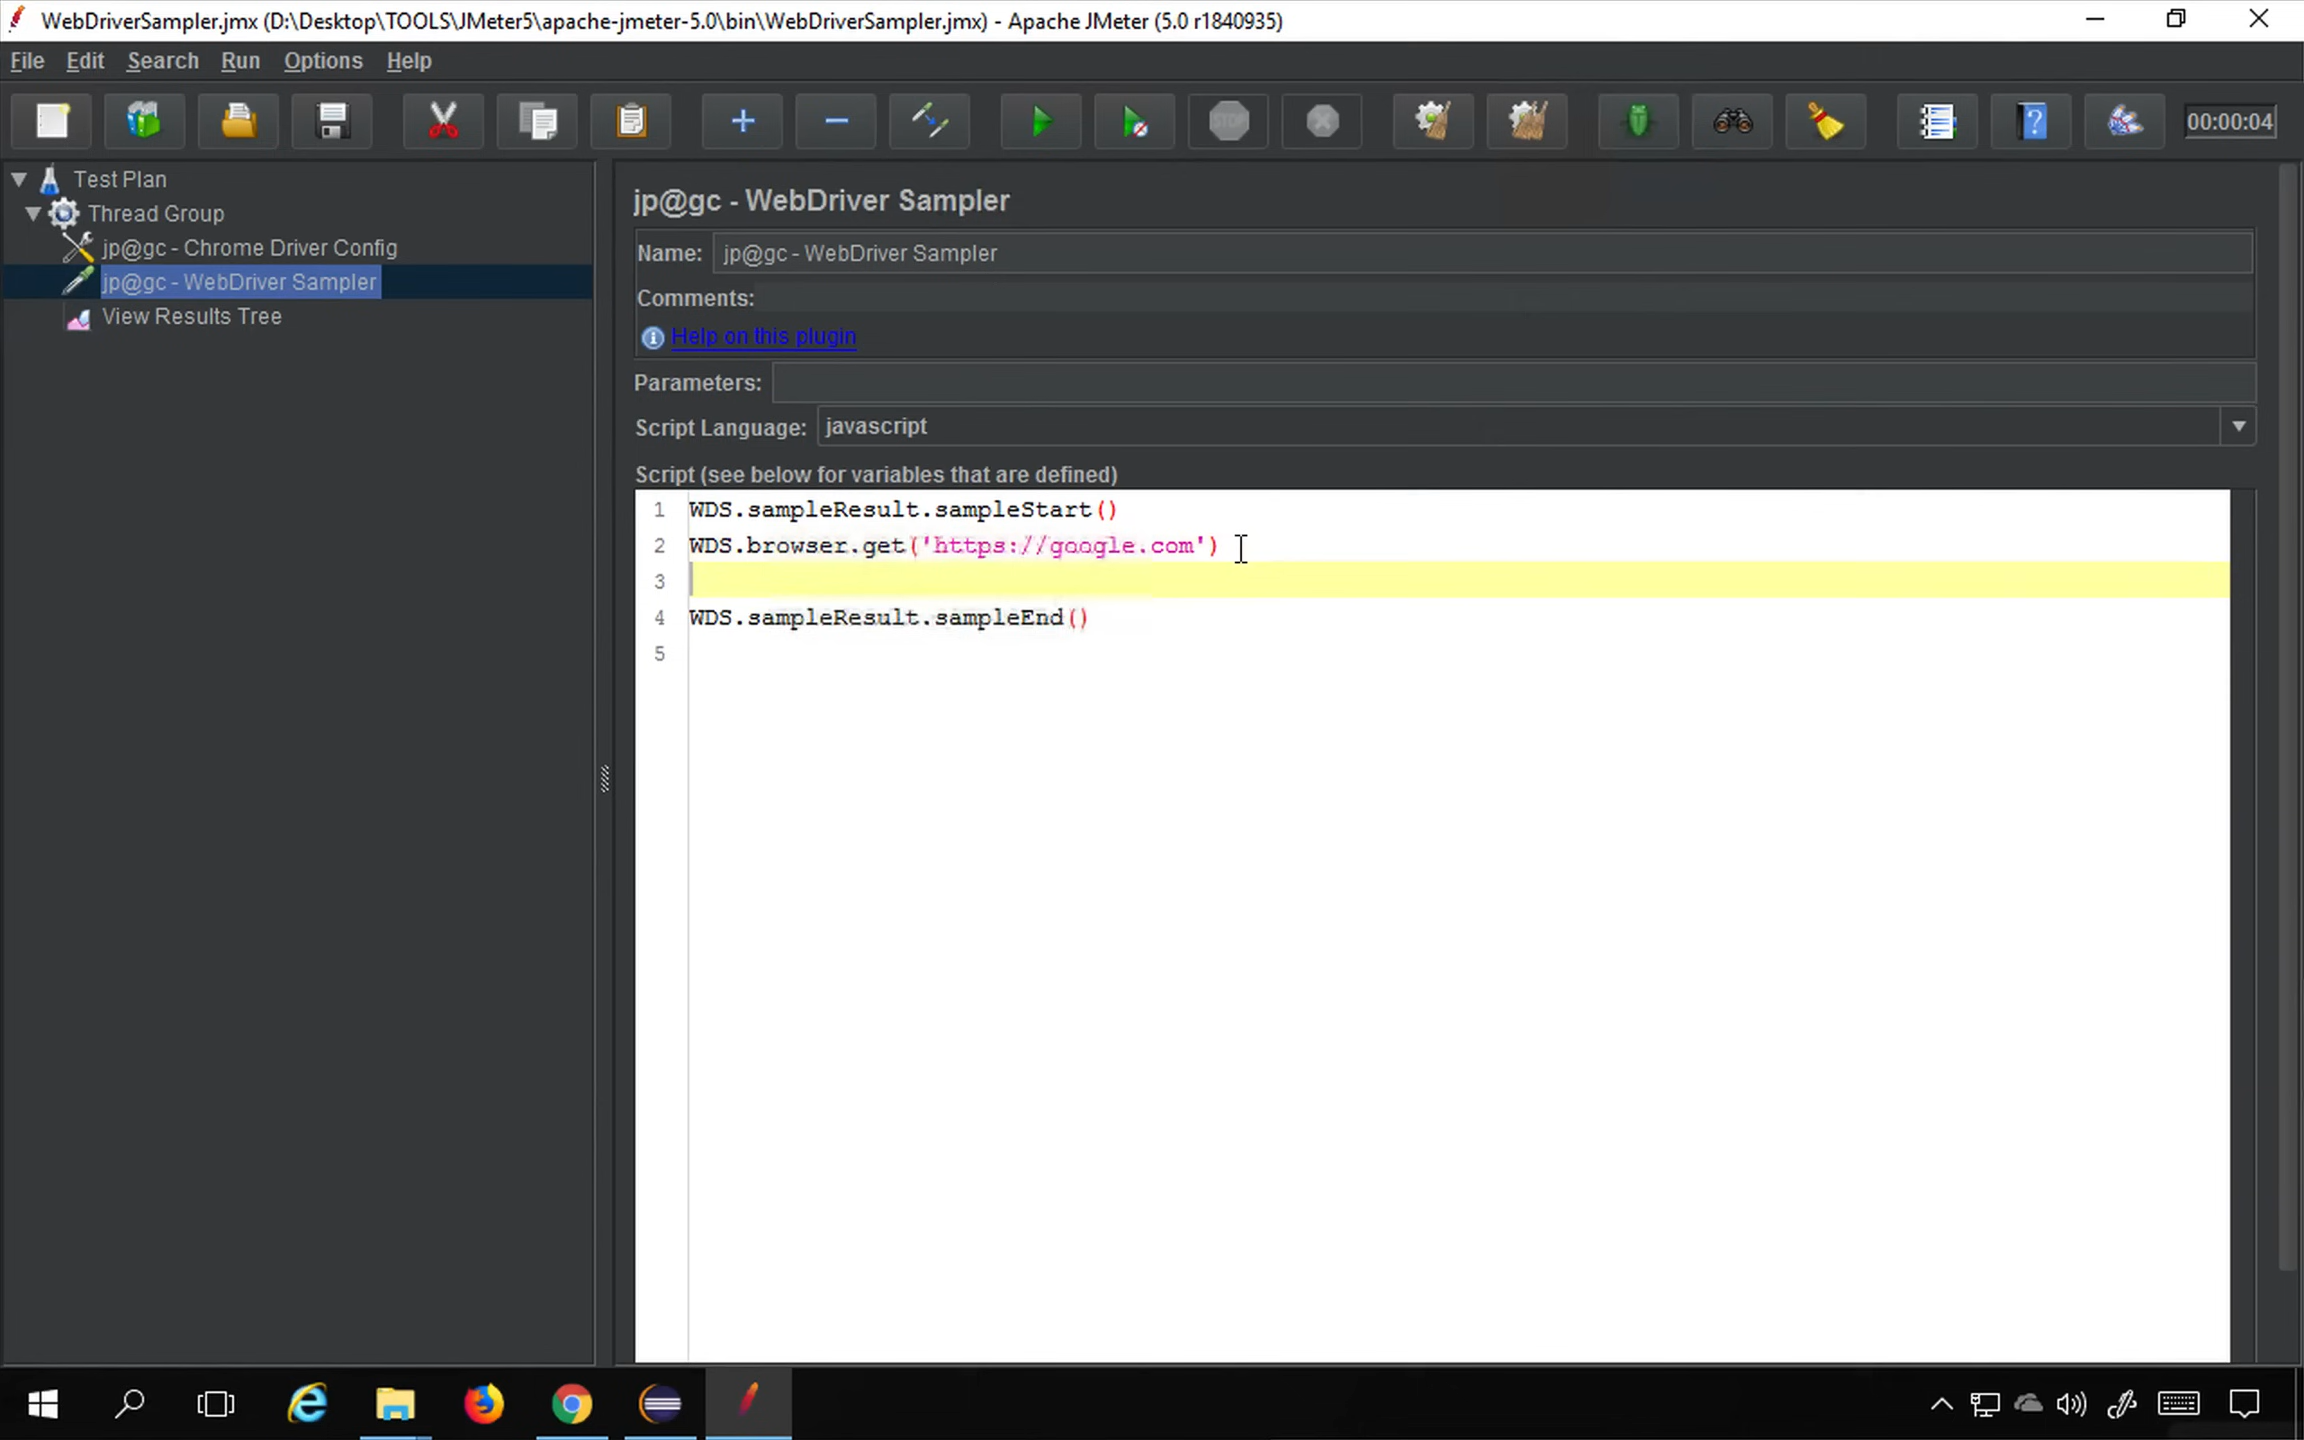 WebDriverSampler.jmx (D:\Desktop\TOOLS\JMeter5\apache-jmeter-5.0\bin\WebDriverSampler.jmx) - Apache JMeter (5.0 r1840935)
File Edit Search Run Options Help
STOP
00:00:04
Test Plan
Thread Group
jp@gc - Chrome Driver Config
jp@gc - WebDriver Sampler
View Results Tree
jp@gc - WebDriver Sampler
Name: jp@gc - WebDriver Sampler
Comments:
Help on this plugin
Parameters:
Script Language: javascript
Script (see below for variables that are defined)
1 WDS.sampleResult.sampleStart()
2 WDS.browser.get('https://google.com')
3
4 WDS.sampleResult.sampleEnd()
5